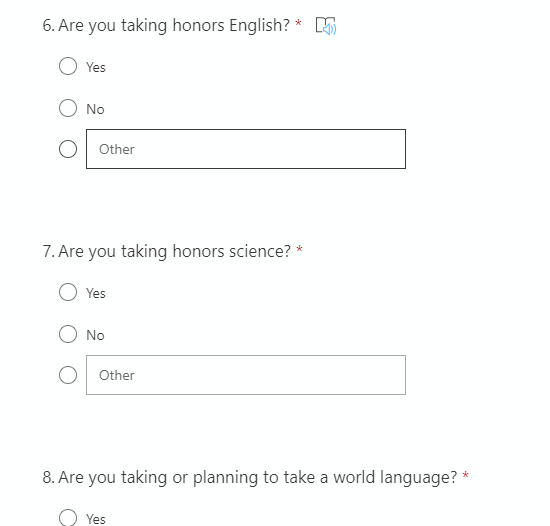 6. Are you taking honors English? *
Yes
No
Other
7. Are you taking honors science? *
Yes
No
Other
8. Are you taking or planning to take a world language? *
Yes